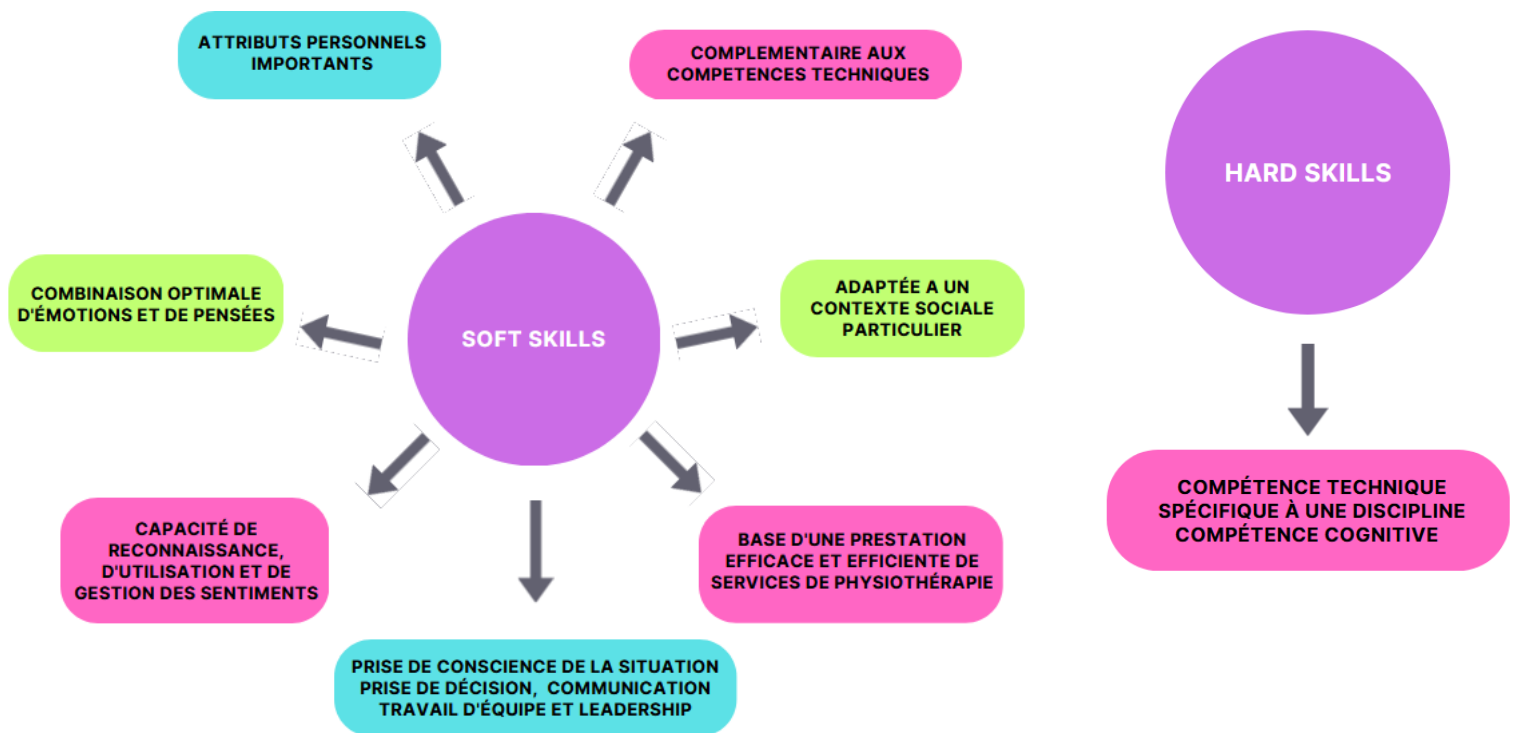 ATTRIBUTS PERSONNELS
IMPORTANTS
COMPLEMENTAIRE AUX
COMPETENCES TECHNIQUES
HARD SKILLS
COMBINAISON OPTIMALE
D'ÉMOTIONS ET DE PENSÉES
SOFT SKILLS
ADAPTÉE A UN
CONTEXTE SOCIALE
PARTICULIER
CAPACITÉ DE
RECONNAISSANCE,
D'UTILISATION ET DE
GESTION DES SENTIMENTS
BASE D'UNE PRESTATION
EFFICACE ET EFFICIENTE DE
SERVICES DE PHYSIOTHÉRAPIE
COMPÉTENCE TECHNIQUE
SPÉCIFIQUE À UNE DISCIPLINE
COMPÉTENCE COGNITIVE
PRISE DE CONSCIENCE DE LA SITUATION
PRISE DE DÉCISION, COMMUNICATION
TRAVAIL D'ÉQUIPE ET LEADERSHIP